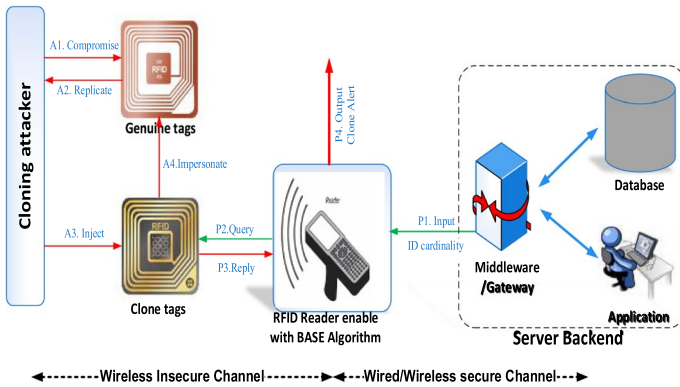 Cloning attacker
A1. Compromise
A2. Replicate
RFID
Genuine tags
A4.Impersonate
A3. Inject
RFID
Clone tags
P2.Query
P3.Reply
P4. Output
Clone Alert
Reader
RFID Reader enable
with BASE Algorithm
P1. Input
ID cardinality
Middleware
/Gateway
Database
Application
Server Backend
Wireless Insecure Channel
Wired/Wireless secure Channel